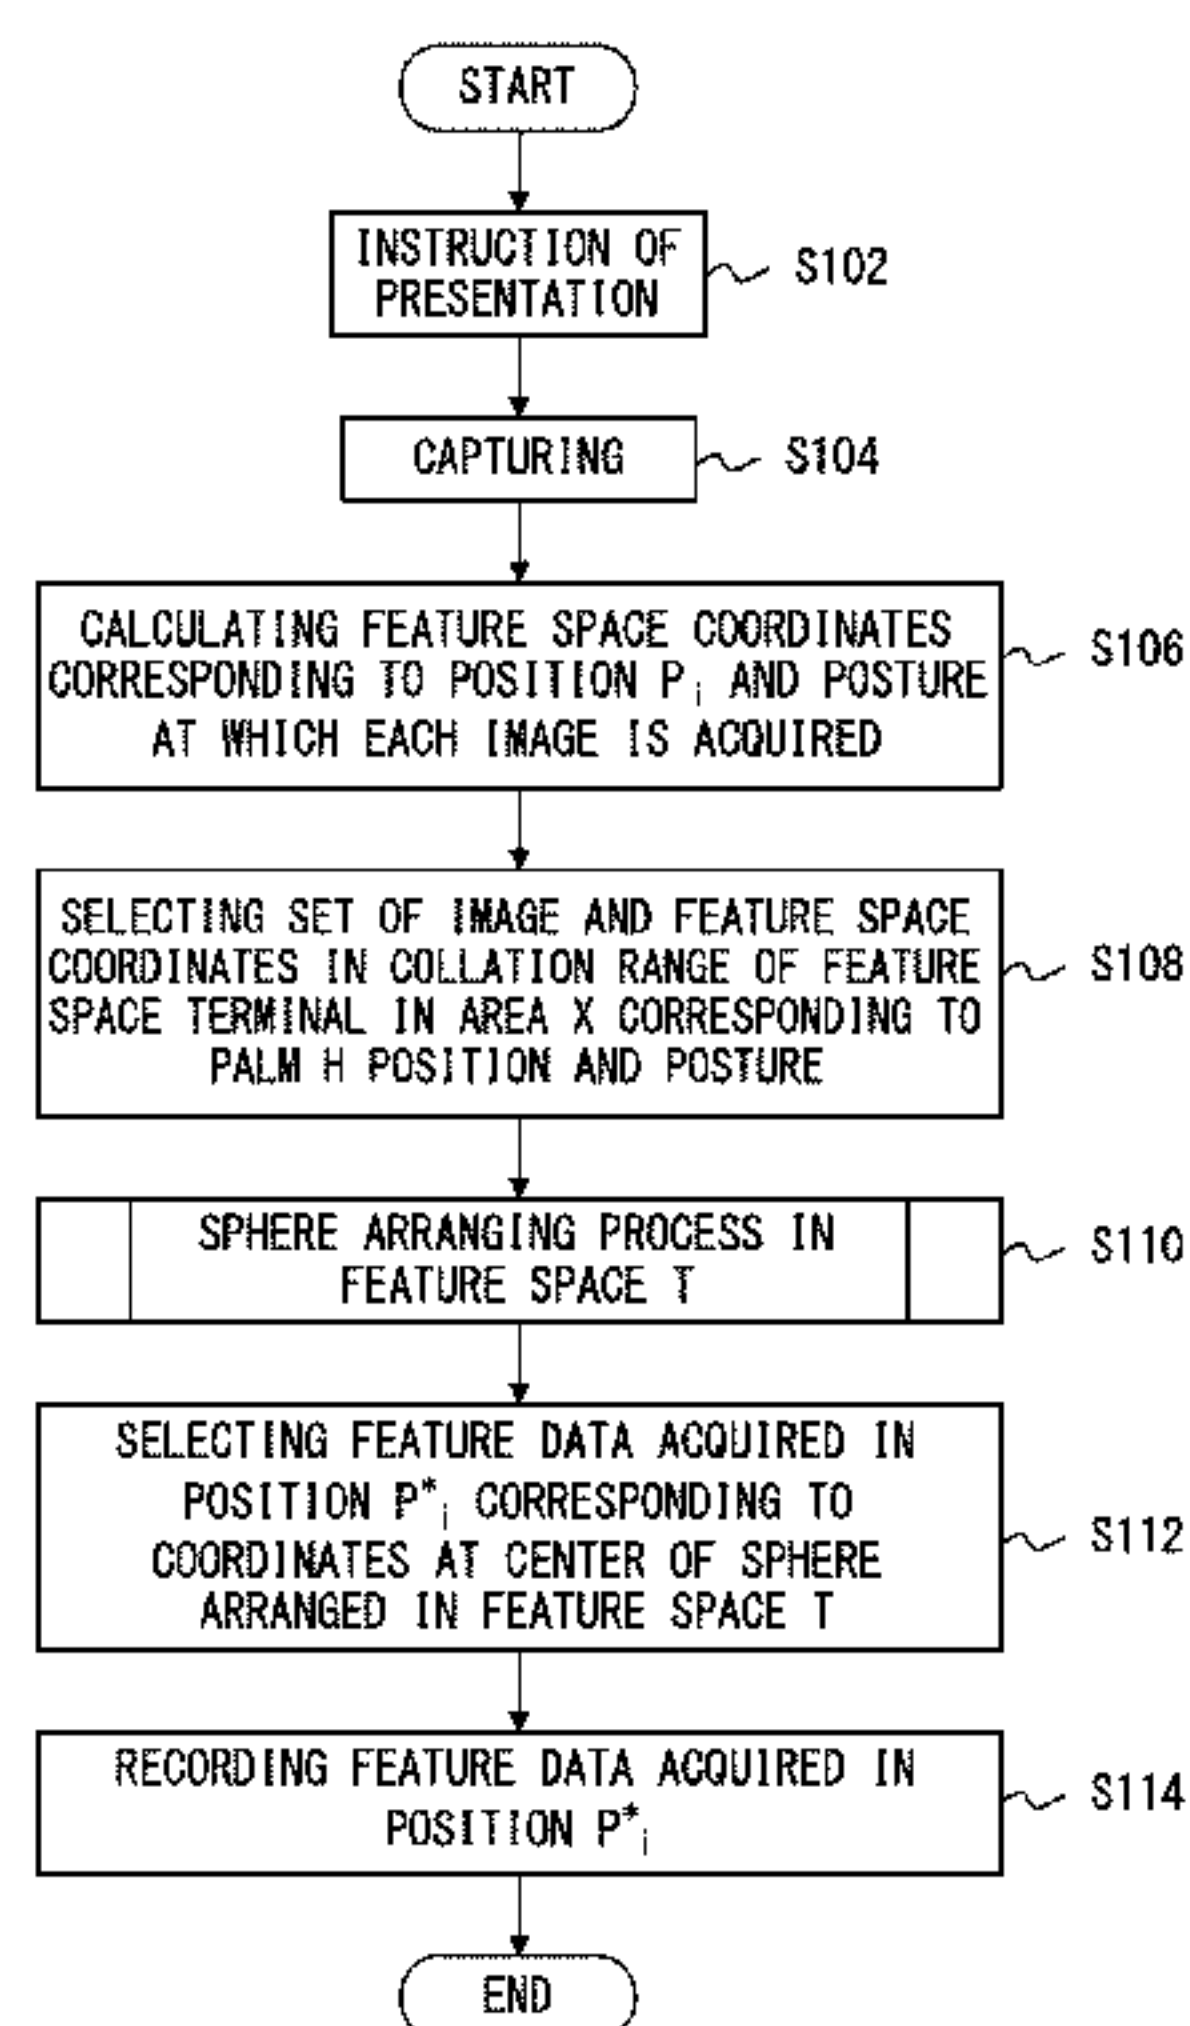 START
INSTRUCTION OF
PRESENTATION
S102
CAPTURING
S104
CALCULATING FEATURE SPACE COORDINATES
CORRESPONDING TO POSITION Pi AND POSTURE
AT WHICH EACH IMAGE IS ACQUIRED
S106
SELECTING SET OF IMAGE AND FEATURE SPACE
COORDINATES IN COLLATION RANGE OF FEATURE
SPACE TERMINAL IN AREA X CORRESPONDING TO
PALM H POSITION AND POSTURE
S108
SPHERE ARRANGING PROCESS IN
FEATURE SPACE T
S110
SELECTING FEATURE DATA ACQUIRED IN
POSITION P*i CORRESPONDING TO
COORDINATES AT CENTER OF SPHERE
ARRANGED IN FEATURE SPACE T
S112
RECORDING FEATURE DATA ACQUIRED IN
POSITION P*i
S114
END